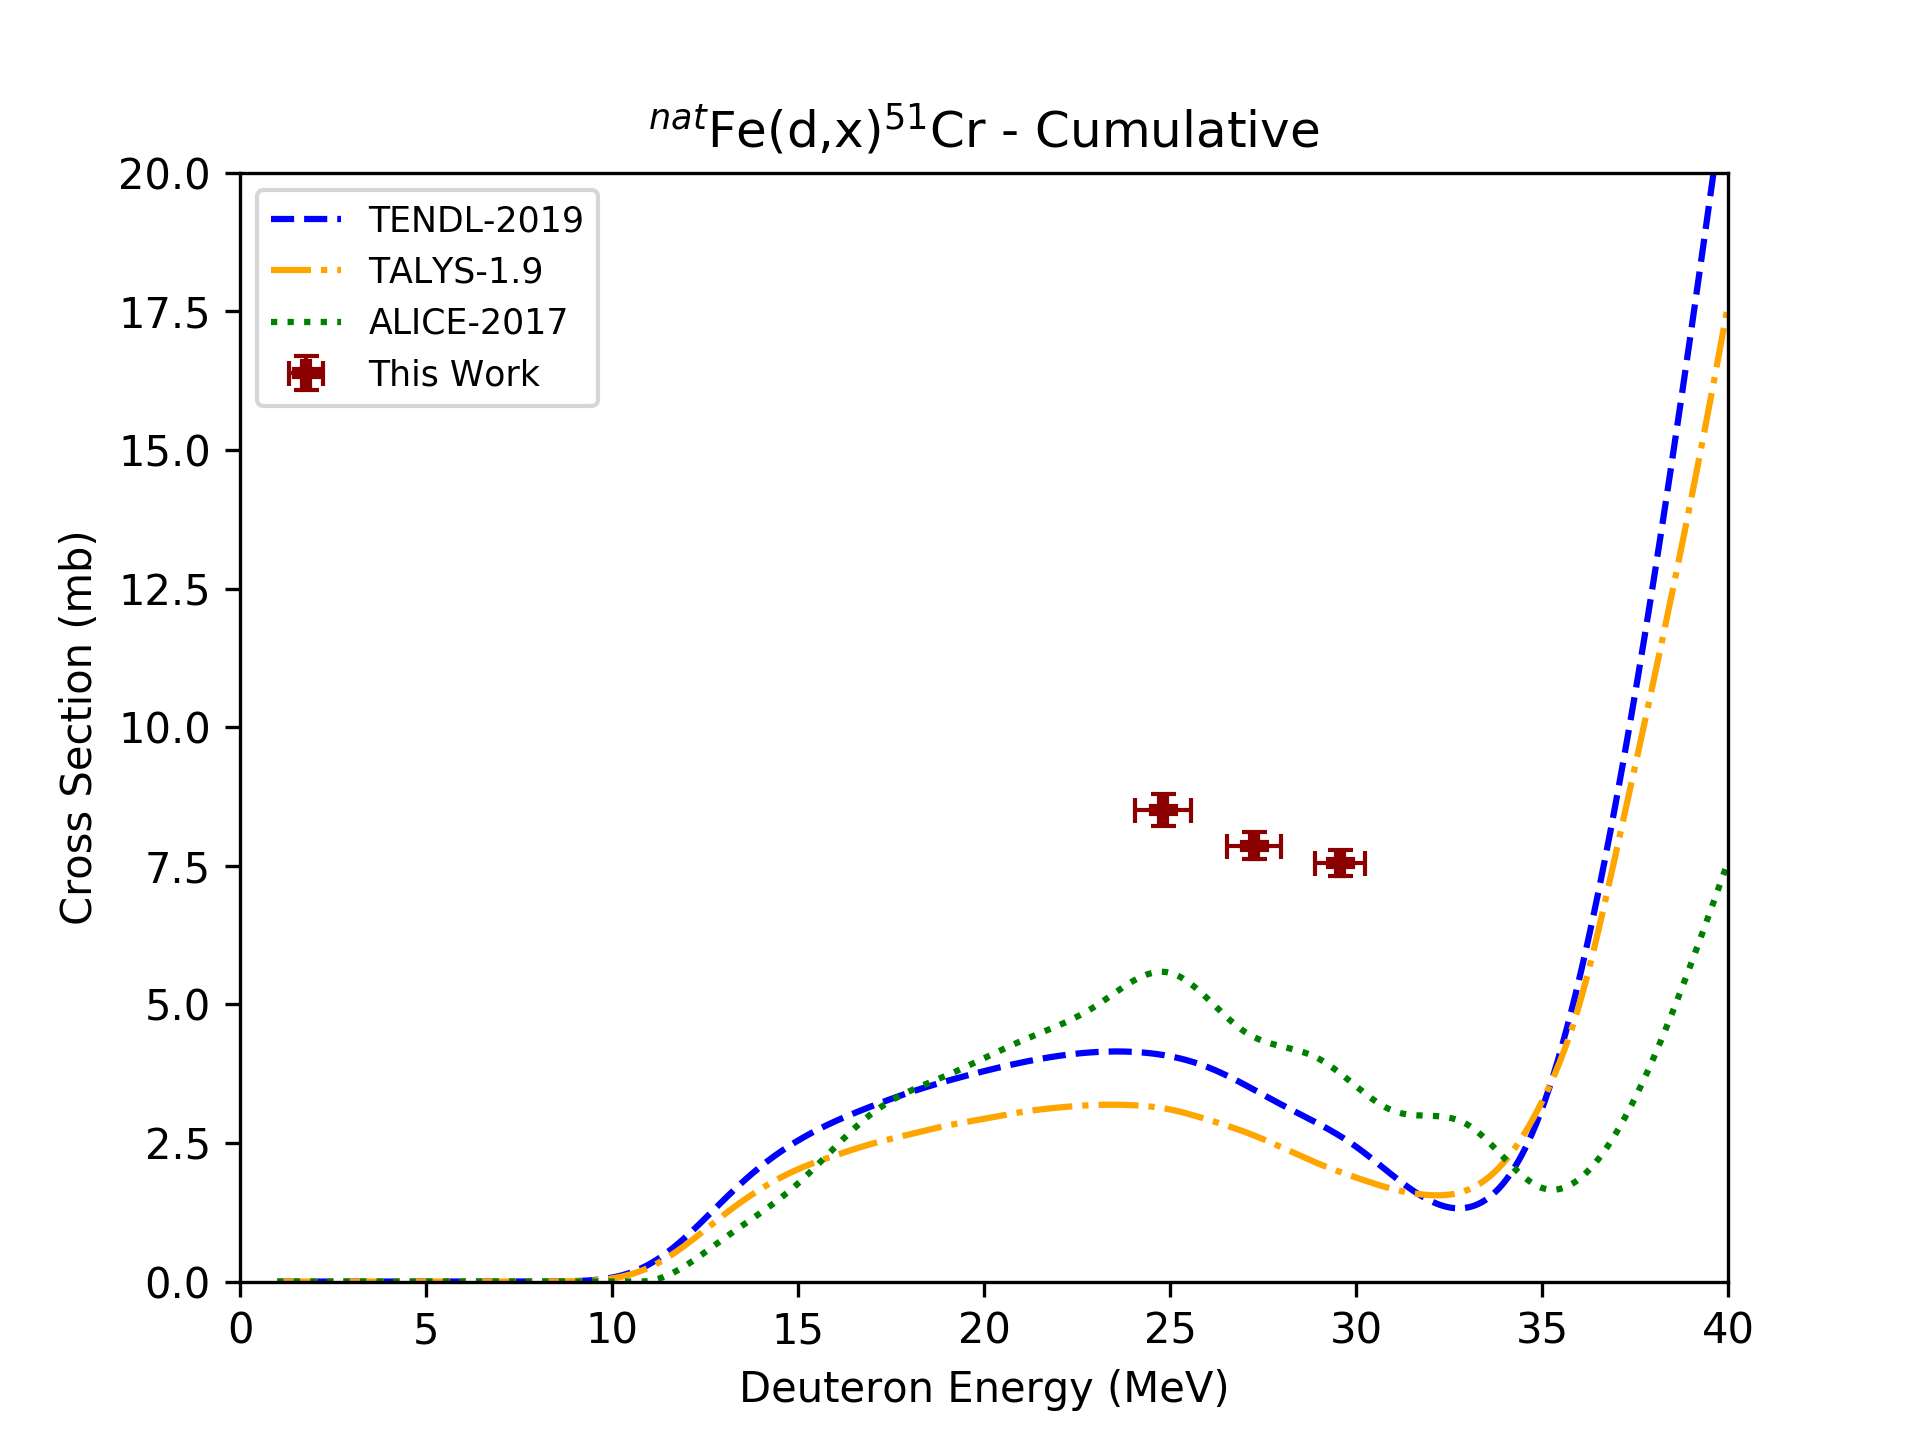 natFe(d,x)51Cr - Cumulative
20.0
17.5
15.0
12.5
10.0
7.5
5.0
2.5
0.0
Cross Section (mb)
TENDL-2019
TALYS-1.9
ALICE-2017
This Work
0 5 10 15 20 25 30 35 40
Deuteron Energy (MeV)